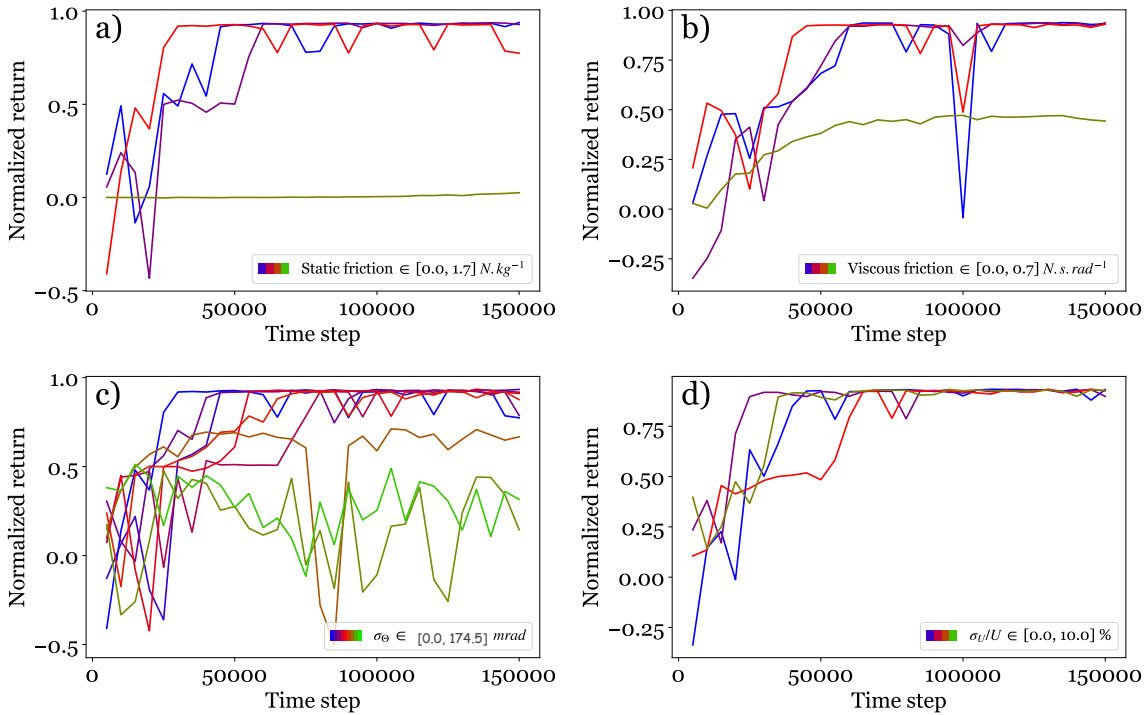 a)
Normalized return
1.0
0.5
0.0
−0.5
Static friction ∈ [0.0, 1.7] N.kg⁻¹
0 50000 100000 150000
Time step
b)
Normalized return
1.00
0.75
0.50
0.25
0.00
−0.25
Viscous friction ∈ [0.0, 0.7] N.s.rad⁻¹
0 50000 100000 150000
Time step
c)
Normalized return
1.0
0.5
0.0
−0.5
σ_Θ ∈ [0.0, 174.5] mrad
0 50000 100000 150000
Time step
d)
Normalized return
0.75
0.50
0.25
0.00
−0.25
σ_U/U ∈ [0.0, 10.0] %
0 50000 100000 150000
Time step